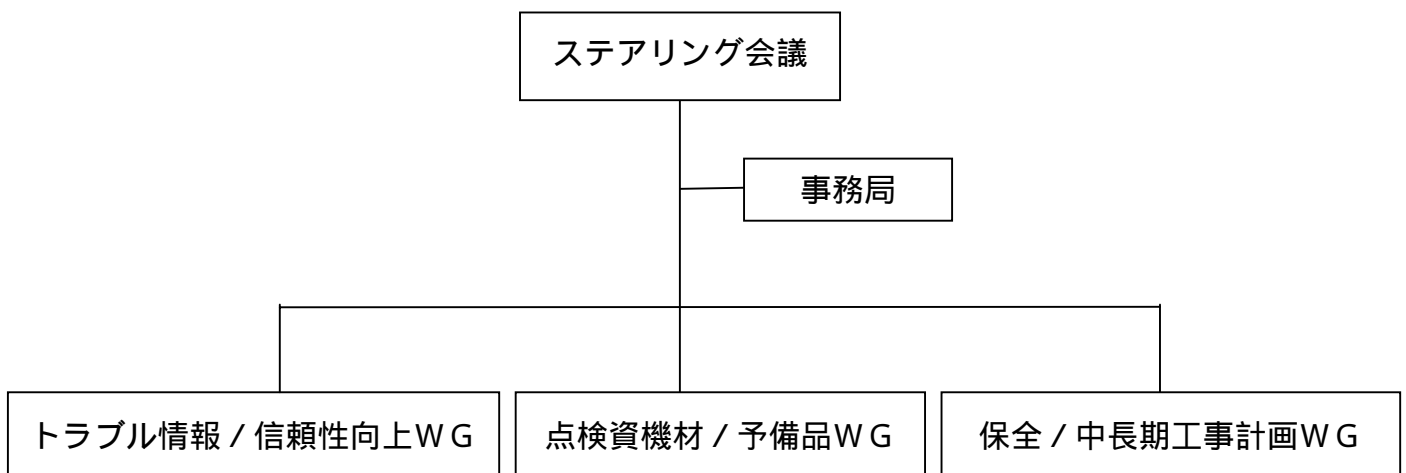 ステアリング会議
事務局
トラブル情報／信頼性向上ＷＧ
点検資機材／予備品ＷＧ
保全／中長期工事計画ＷＧ